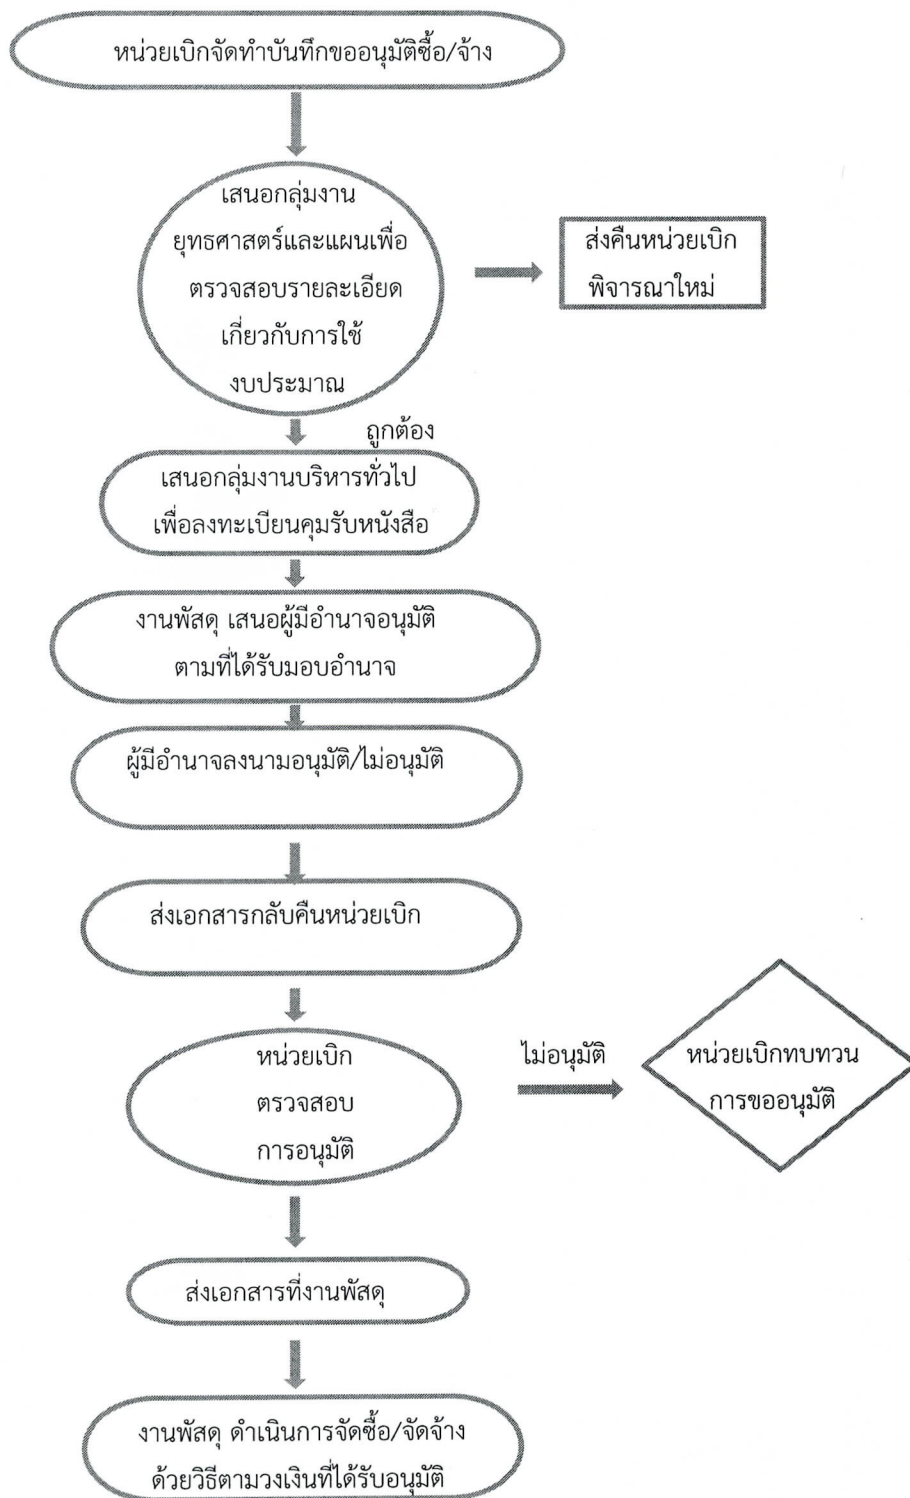 หน่วยเบิกจัดทำบันทึกขออนุมัติซื้อ/จ้าง
เสนอกลุ่มงาน
ยุทธศาสตร์และแผนเพื่อ
ตรวจสอบรายละเอียด
เกี่ยวกับการใช้
งบประมาณ
ส่งคืนหน่วยเบิก
พิจารณาใหม่
ถูกต้อง
เสนอกลุ่มงานบริหารทั่วไป
เพื่อลงทะเบียนคุมรับหนังสือ
งานพัสดุ เสนอผู้มีอำนาจอนุมัติ
ตามที่ได้รับมอบอำนาจ
ผู้มีอำนาจลงนามอนุมัติ/ไม่อนุมัติ
ส่งเอกสารกลับคืนหน่วยเบิก
หน่วยเบิก
ตรวจสอบ
การอนุมัติ
ไม่อนุมัติ
หน่วยเบิกทบทวน
การขออนุมัติ
ส่งเอกสารที่งานพัสดุ
งานพัสดุ ดำเนินการจัดซื้อ/จัดจ้าง
ด้วยวิธีตามวงเงินที่ได้รับอนุมัติ